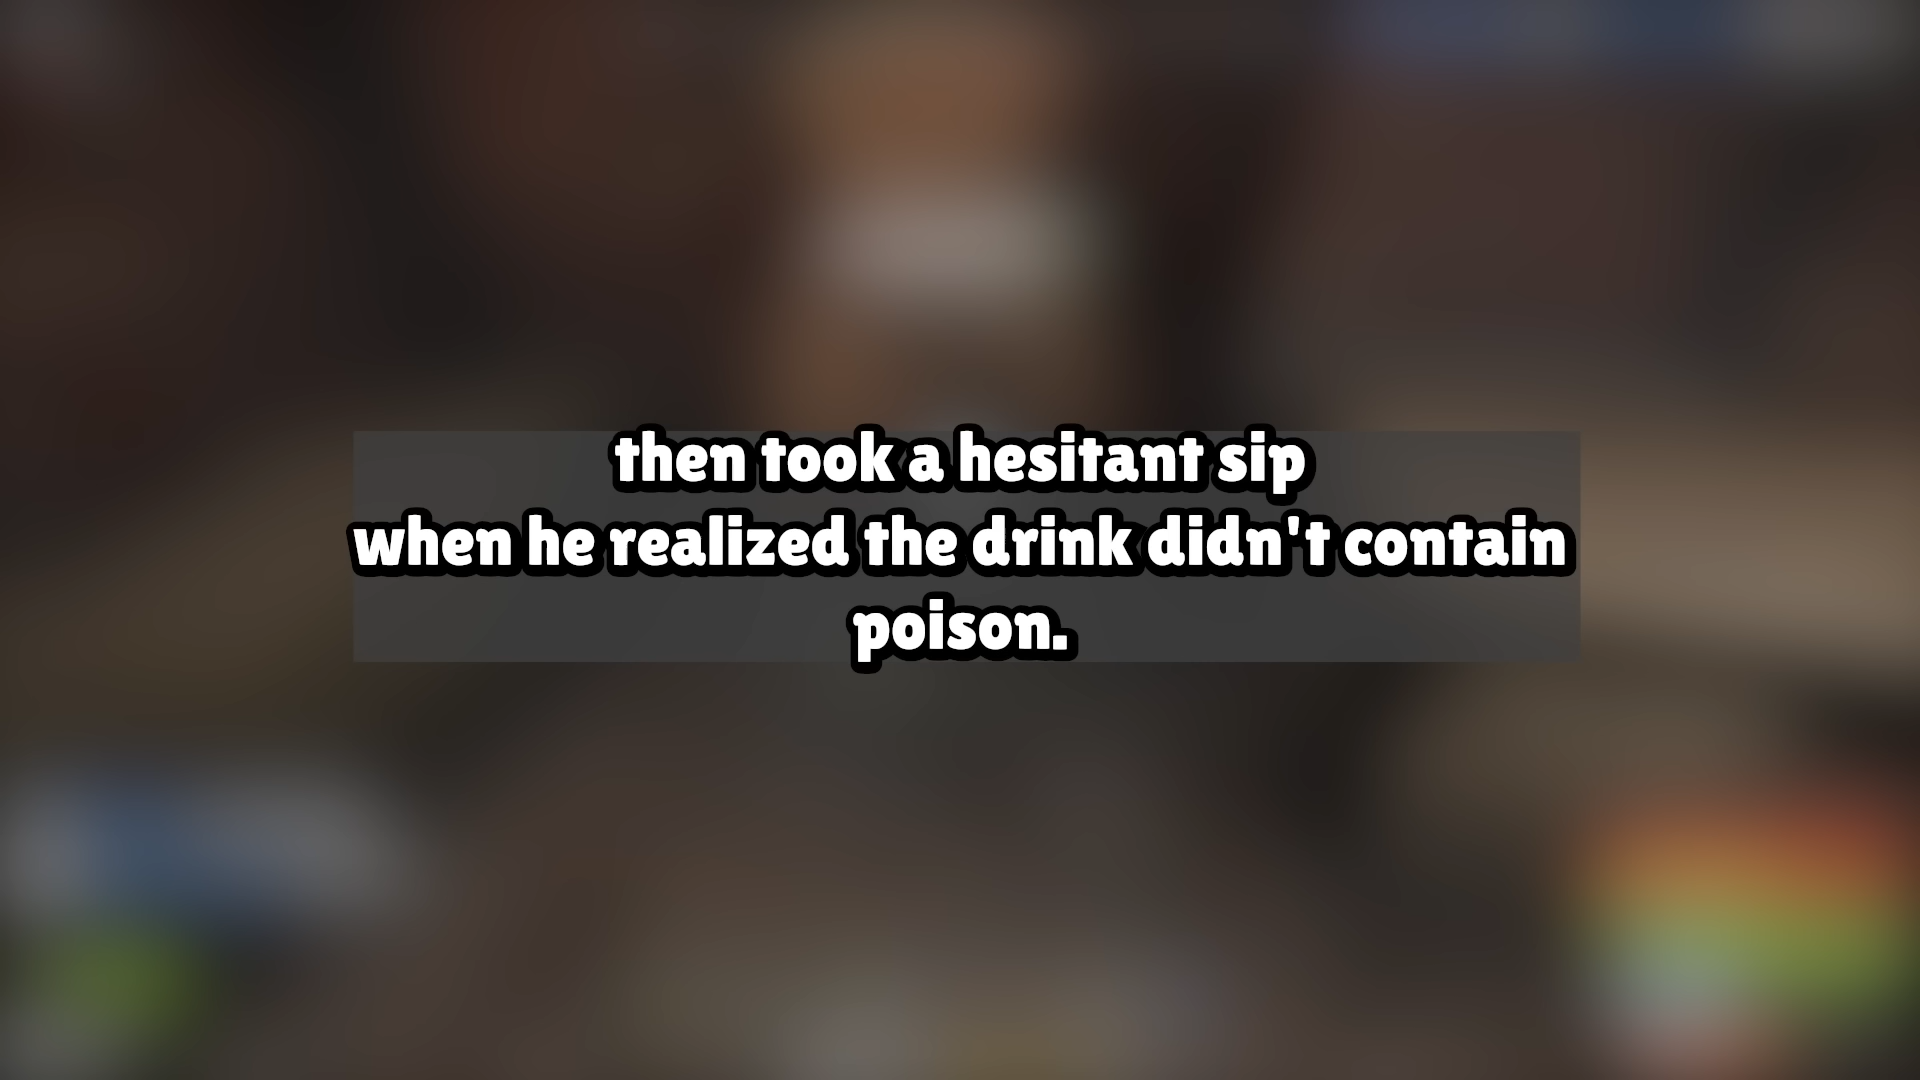 then took a hesitant sip
when he realized the drink didn't contain
poison.